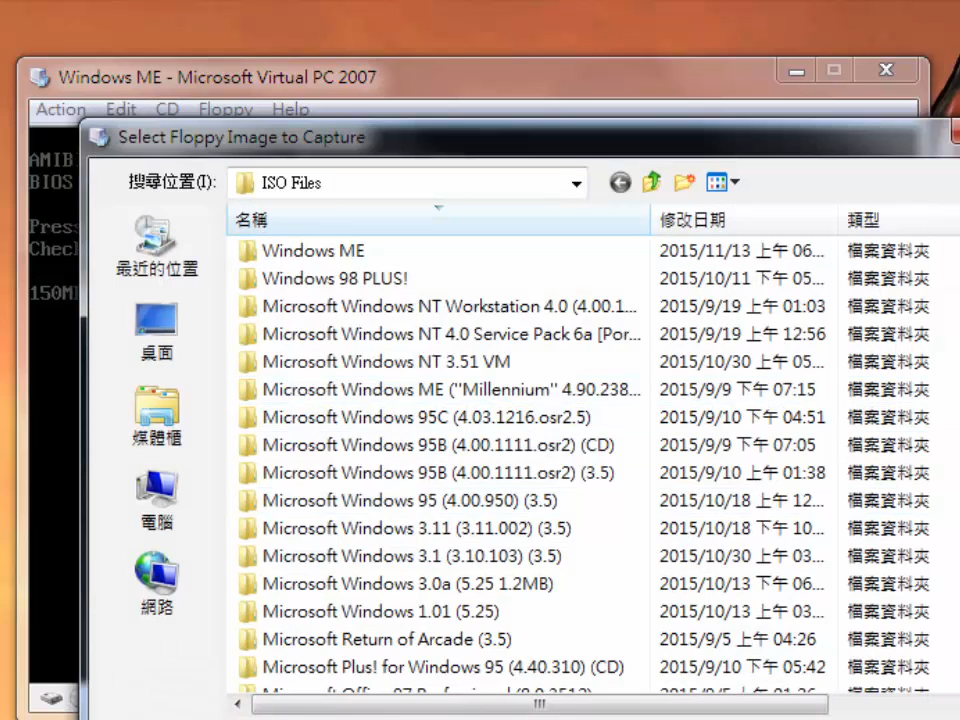 Windows ME - Microsoft Virtual PC 2007
Action Edit CD Floppy Help
Select Floppy Image to Capture
AMIB
BIOS
Press
Check
150M
搜尋位置(I): ISO Files
名稱 修改日期 類型
最近的位置
桌面
媒體櫃
電腦
網路
Windows ME 2015/11/13 上午 06... 檔案資料夾
Windows 98 PLUS! 2015/10/11 下午 05... 檔案資料夾
Microsoft Windows NT Workstation 4.0 (4.00.1... 2015/9/19 上午 01:03 檔案資料夾
Microsoft Windows NT 4.0 Service Pack 6a [Por... 2015/9/19 上午 12:56 檔案資料夾
Microsoft Windows NT 3.51 VM 2015/10/30 上午 05... 檔案資料夾
Microsoft Windows ME ("Millennium" 4.90.238... 2015/9/9 下午 07:15 檔案資料夾
Microsoft Windows 95C (4.03.1216.osr2.5) 2015/9/10 下午 04:51 檔案資料夾
Microsoft Windows 95B (4.00.1111.osr2) (CD) 2015/9/9 下午 07:05 檔案資料夾
Microsoft Windows 95B (4.00.1111.osr2) (3.5) 2015/9/10 上午 01:38 檔案資料夾
Microsoft Windows 95 (4.00.950) (3.5) 2015/10/18 上午 12... 檔案資料夾
Microsoft Windows 3.11 (3.11.002) (3.5) 2015/10/18 下午 10... 檔案資料夾
Microsoft Windows 3.1 (3.10.103) (3.5) 2015/10/30 上午 03... 檔案資料夾
Microsoft Windows 3.0a (5.25 1.2MB) 2015/10/13 下午 06... 檔案資料夾
Microsoft Windows 1.01 (5.25) 2015/10/13 上午 03... 檔案資料夾
Microsoft Return of Arcade (3.5) 2015/9/5 上午 04:26 檔案資料夾
Microsoft Plus! for Windows 95 (4.40.310) (CD) 2015/9/10 下午 05:42 檔案資料夾